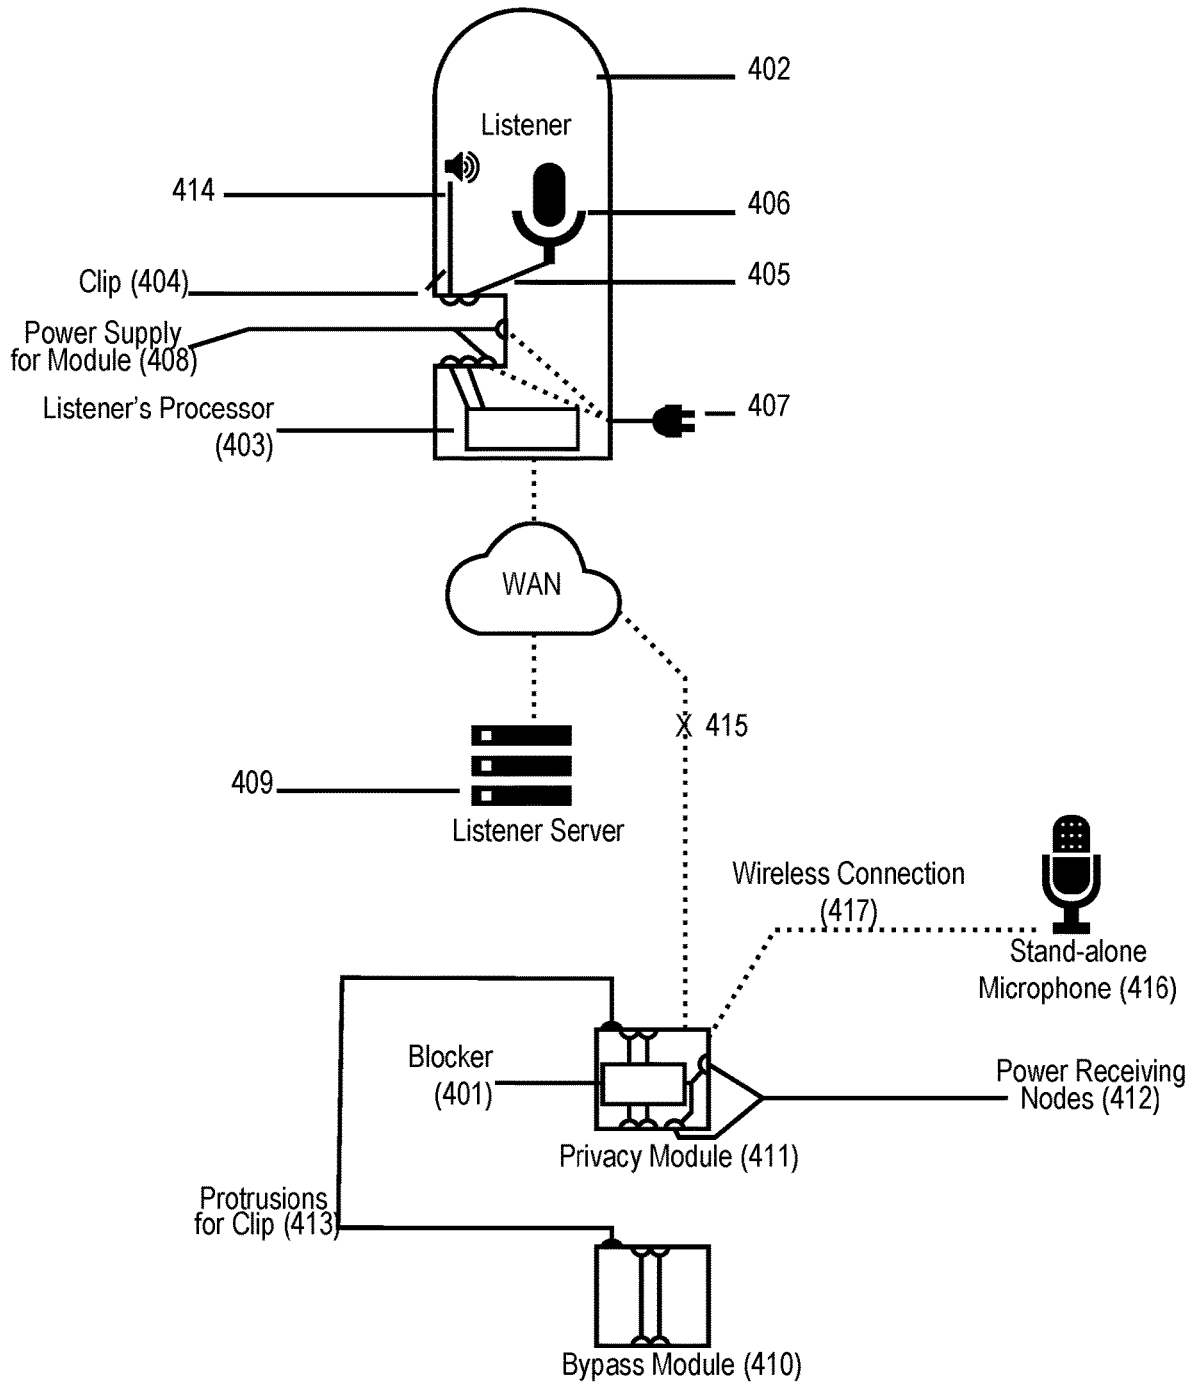 402
Listener
414
406
405
Clip (404)
Power Supply
for Module (408)
407
Listener's Processor
(403)
WAN
X 415
409
Listener Server
Wireless Connection
(417)
Stand-alone
Microphone (416)
Blocker
(401)
Power Receiving
Nodes (412)
Privacy Module (411)
Protrusions
for Clip (413)
Bypass Module (410)